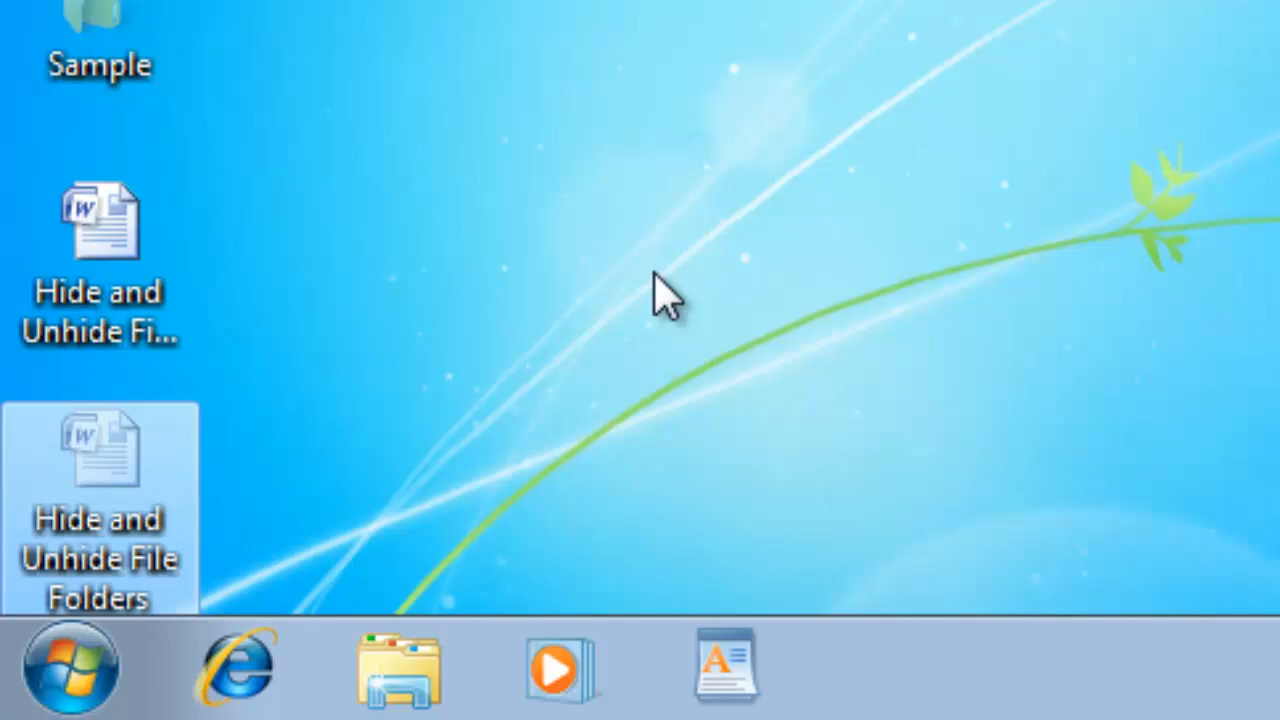 Sample
Hide and
Unhide Fi...
Hide and
Unhide File
Folders